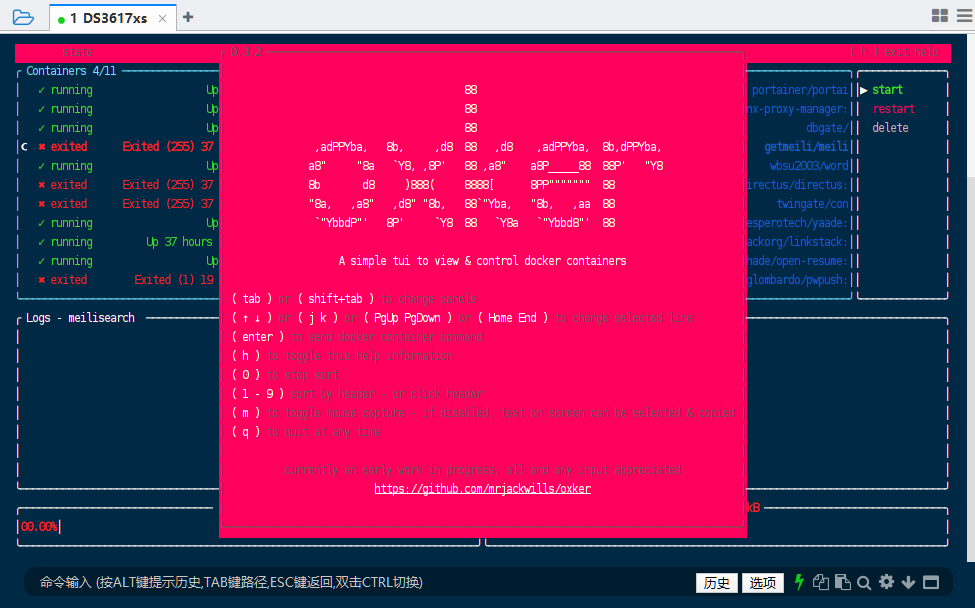 1 DS3617xs × +
state 0.3.2 ( h ) exit help
Containers 4/11
✓ running Up portainer/portai ▶ start
✓ running Up nx-proxy-manager: restart
✓ running Up dbgate/ delete
✖ exited Exited (255) 37 getmeili/meili
✓ running Up wbsu2003/word
✖ exited Exited (255) 37 irectus/directus:
✖ exited Exited (255) 37 twingate/con
✓ running Up esperotech/yaade:
✓ running Up 37 hours ackorg/linkstack:
✓ running Up hade/open-resume:
✖ exited Exited (1) 19 glombardo/pwpush:
88
88
88
,adPPYba, 8b, ,d8 88 ,d8 ,adPPYba, 8b,dPPYba,
a8" "8a `Y8, ,8P' 88 ,a8" a8P_____88 88P' "Y8
8b d8 )888( 8888[ 8PP""""""" 88
"8a, ,a8" ,d8" "8b, 88`"Yba, "8b, ,aa 88
`"YbbdP"' 8P' `Y8 88 `Y8a `"Ybbd8"' 88
A simple tui to view & control docker containers
( tab ) or ( shift+tab ) to change panels
( ↑ ↓ ) or ( j k ) or ( PgUp PgDown ) or ( Home End ) to change selected line
( enter ) to send docker container command
( h ) to toggle this help information
( 0 ) to stop sort
( 1 - 9 ) sort by header - or click header
( m ) to toggle mouse capture - if disabled, text on screen can be selected & copied
( q ) to quit at any time
currently an early work in progress, all and any input appreciated
https://github.com/mrjackwills/oxker
Logs - meilisearch
kB
00.00%
命令输入 (按ALT键提示历史,TAB键路径,ESC键返回,双击CTRL切换) 历史 选项